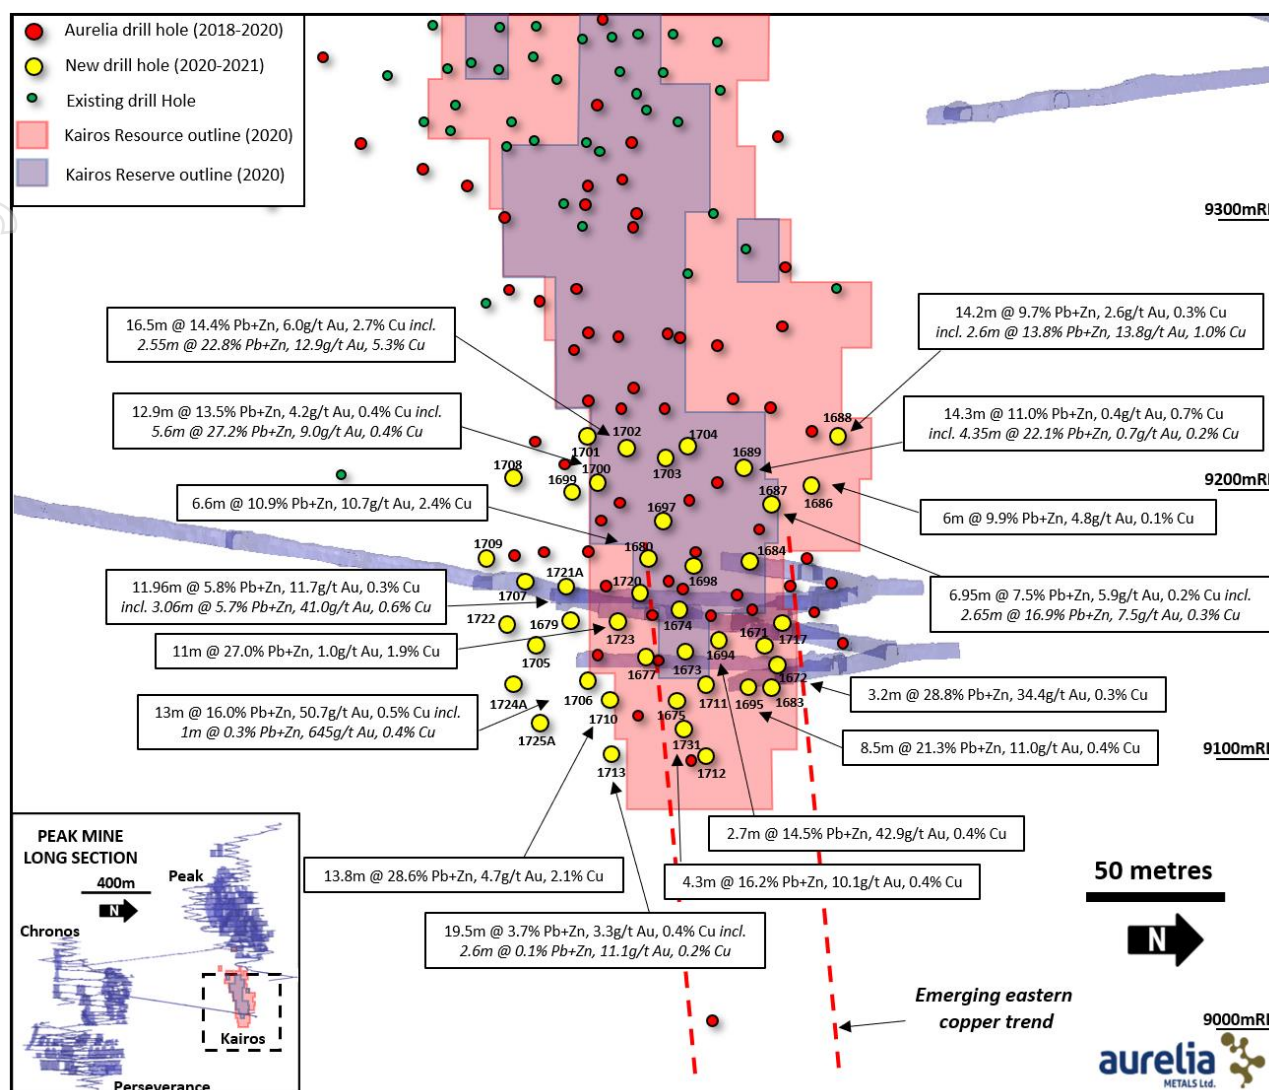 Aurelia drill hole (2018-2020)
New drill hole (2020-2021)
Existing drill Hole
Kairos Resource outline (2020)
Kairos Reserve outline (2020)
9300mRL
16.5m @ 14.4% Pb+Zn, 6.0g/t Au, 2.7% Cu incl.
2.55m @ 22.8% Pb+Zn, 12.9g/t Au, 5.3% Cu
14.2m @ 9.7% Pb+Zn, 2.6g/t Au, 0.3% Cu
incl. 2.6m @ 13.8% Pb+Zn, 13.8g/t Au, 1.0% Cu
12.9m @ 13.5% Pb+Zn, 4.2g/t Au, 0.4% Cu incl.
5.6m @ 27.2% Pb+Zn, 9.0g/t Au, 0.4% Cu
14.3m @ 11.0% Pb+Zn, 0.4g/t Au, 0.7% Cu
incl. 4.35m @ 22.1% Pb+Zn, 0.7g/t Au, 0.2% Cu
1688
1702
1704
1701
1703
1689
1708
1700
1699
1687
1686
9200mRL
6.6m @ 10.9% Pb+Zn, 10.7g/t Au, 2.4% Cu
6m @ 9.9% Pb+Zn, 4.8g/t Au, 0.1% Cu
1697
1709
1680
1684
1698
1721A
1720
1707
11.96m @ 5.8% Pb+Zn, 11.7g/t Au, 0.3% Cu
incl. 3.06m @ 5.7% Pb+Zn, 41.0g/t Au, 0.6% Cu
6.95m @ 7.5% Pb+Zn, 5.9g/t Au, 0.2% Cu incl.
2.65m @ 16.9% Pb+Zn, 7.5g/t Au, 0.3% Cu
1722
1679
1723
1674
1671
1717
11m @ 27.0% Pb+Zn, 1.0g/t Au, 1.9% Cu
1705
1677
1673
1694
1672
3.2m @ 28.8% Pb+Zn, 34.4g/t Au, 0.3% Cu
1724A
1706
1710
1675
1711
1695
1683
13m @ 16.0% Pb+Zn, 50.7g/t Au, 0.5% Cu incl.
1m @ 0.3% Pb+Zn, 645g/t Au, 0.4% Cu
1725A
1731
8.5m @ 21.3% Pb+Zn, 11.0g/t Au, 0.4% Cu
9100mRL
1713
1712
2.7m @ 14.5% Pb+Zn, 42.9g/t Au, 0.4% Cu
13.8m @ 28.6% Pb+Zn, 4.7g/t Au, 2.1% Cu
4.3m @ 16.2% Pb+Zn, 10.1g/t Au, 0.4% Cu
19.5m @ 3.7% Pb+Zn, 3.3g/t Au, 0.4% Cu incl.
2.6m @ 0.1% Pb+Zn, 11.1g/t Au, 0.2% Cu
50 metres
N
Emerging eastern
copper trend
9000mRL
aurelia
METALS Ltd.
PEAK MINE
LONG SECTION
400m
N
Peak
Chronos
Kairos
Perseverance